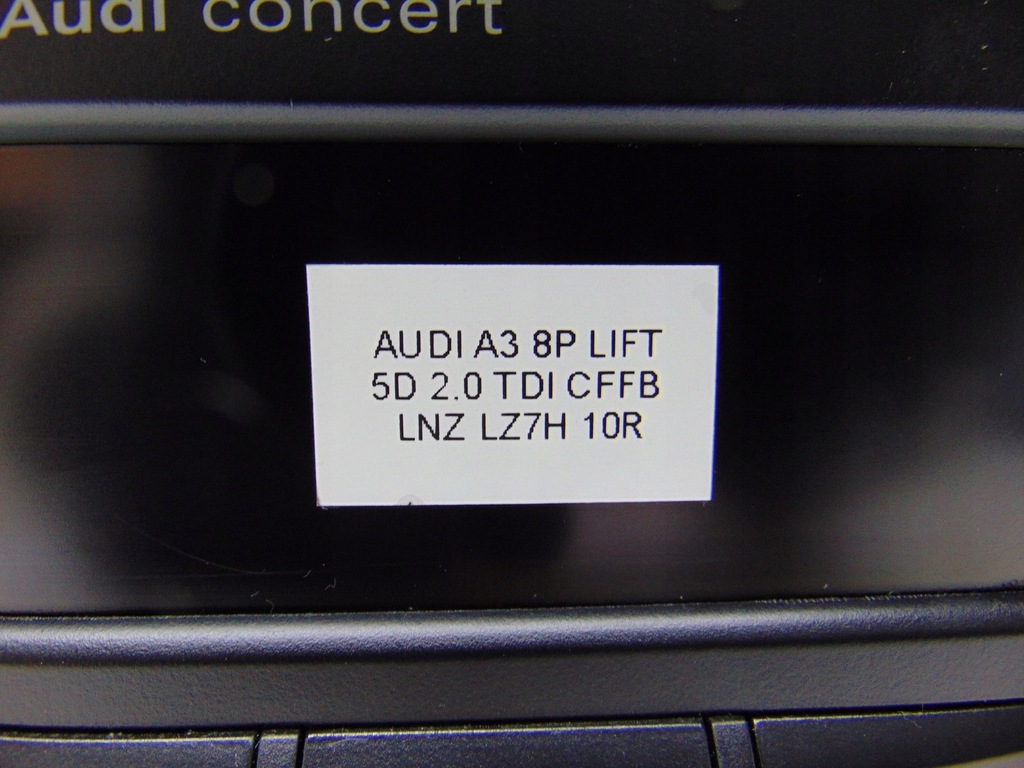 Audi concert
AUDI A3 8P LIFT
5D 2.0 TDI CFFB
LNZ LZ7H 10R